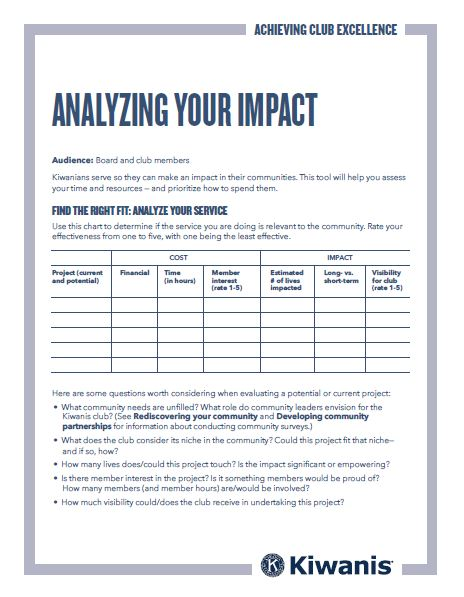 ACHIEVING CLUB EXCELLENCE
ANALYZING YOUR IMPACT
Audience: Board and club members
Kiwanians serve so they can make an impact in their communities. This tool will help you assess
your time and resources – and prioritize how to spend them.
FIND THE RIGHT FIT: ANALYZE YOUR SERVICE
Use this chart to determine if the service you are doing is relevant to the community. Rate your
effectiveness from one to five, with one being the least effective.
COST IMPACT
Project (current Financial Time Member Estimated Long- vs. Visibility
and potential) (in hours) interest # of lives short-term for club
(rate 1-5) impacted (rate 1-5)
Here are some questions worth considering when evaluating a potential or current project:
• What community needs are unfilled? What role do community leaders envision for the
Kiwanis club? (See Rediscovering your community and Developing community
partnerships for information about conducting community surveys.)
• What does the club consider its niche in the community? Could this project fit that niche—
and if so, how?
• How many lives does/could this project touch? Is the impact significant or empowering?
• Is there member interest in the project? Is it something members would be proud of?
How many members (and member hours) are/would be involved?
• How much visibility could/does the club receive in undertaking this project?
Kiwanis